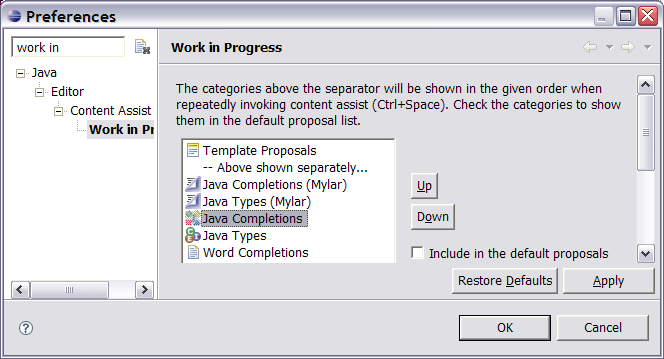 Preferences
work in
Work in Progress
Java
Editor
Content Assist
Work in Pr
The categories above the separator will be shown in the given order when
repeatedly invoking content assist (Ctrl+Space). Check the categories to show
them in the default proposal list.
Template Proposals
-- Above shown separately...
Java Completions (Mylar)
Java Types (Mylar)
Java Completions
Java Types
Word Completions
Up
Down
Include in the default proposals
Restore Defaults
Apply
?
OK
Cancel